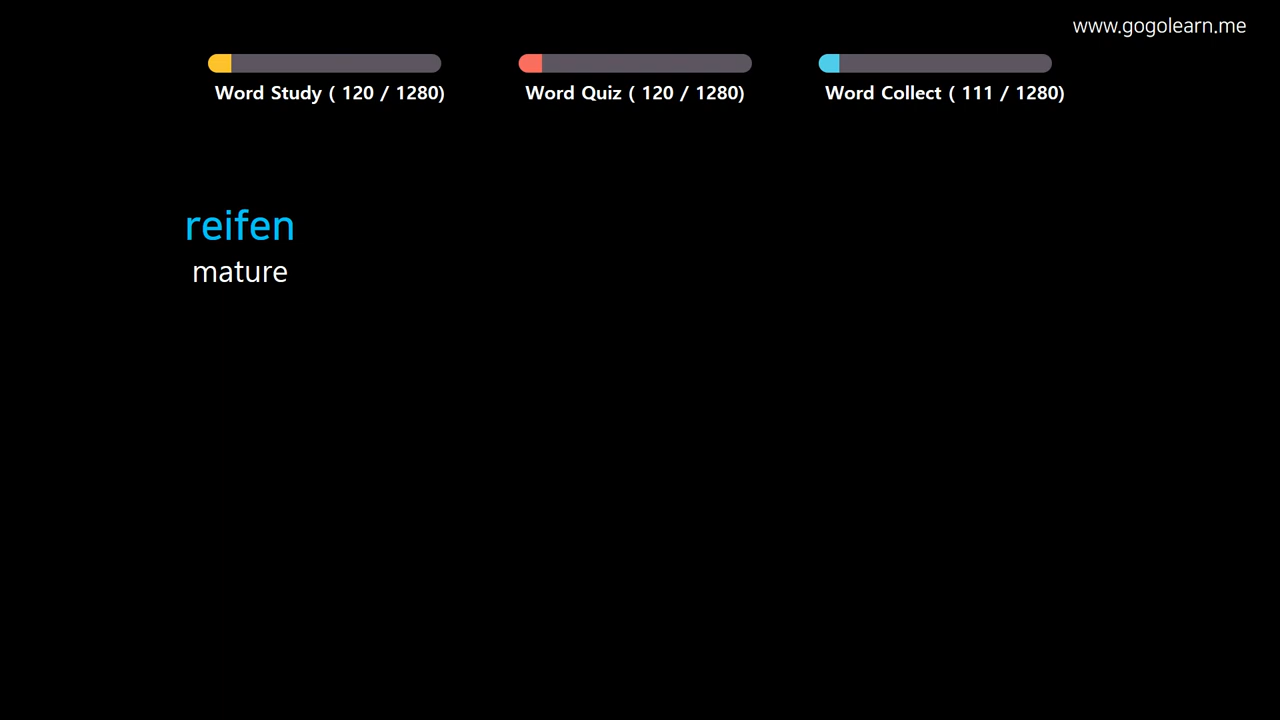 www.gogolearn.me
Word Study ( 120 / 1280)
Word Quiz ( 120 / 1280)
Word Collect ( 111 / 1280)
reifen
mature